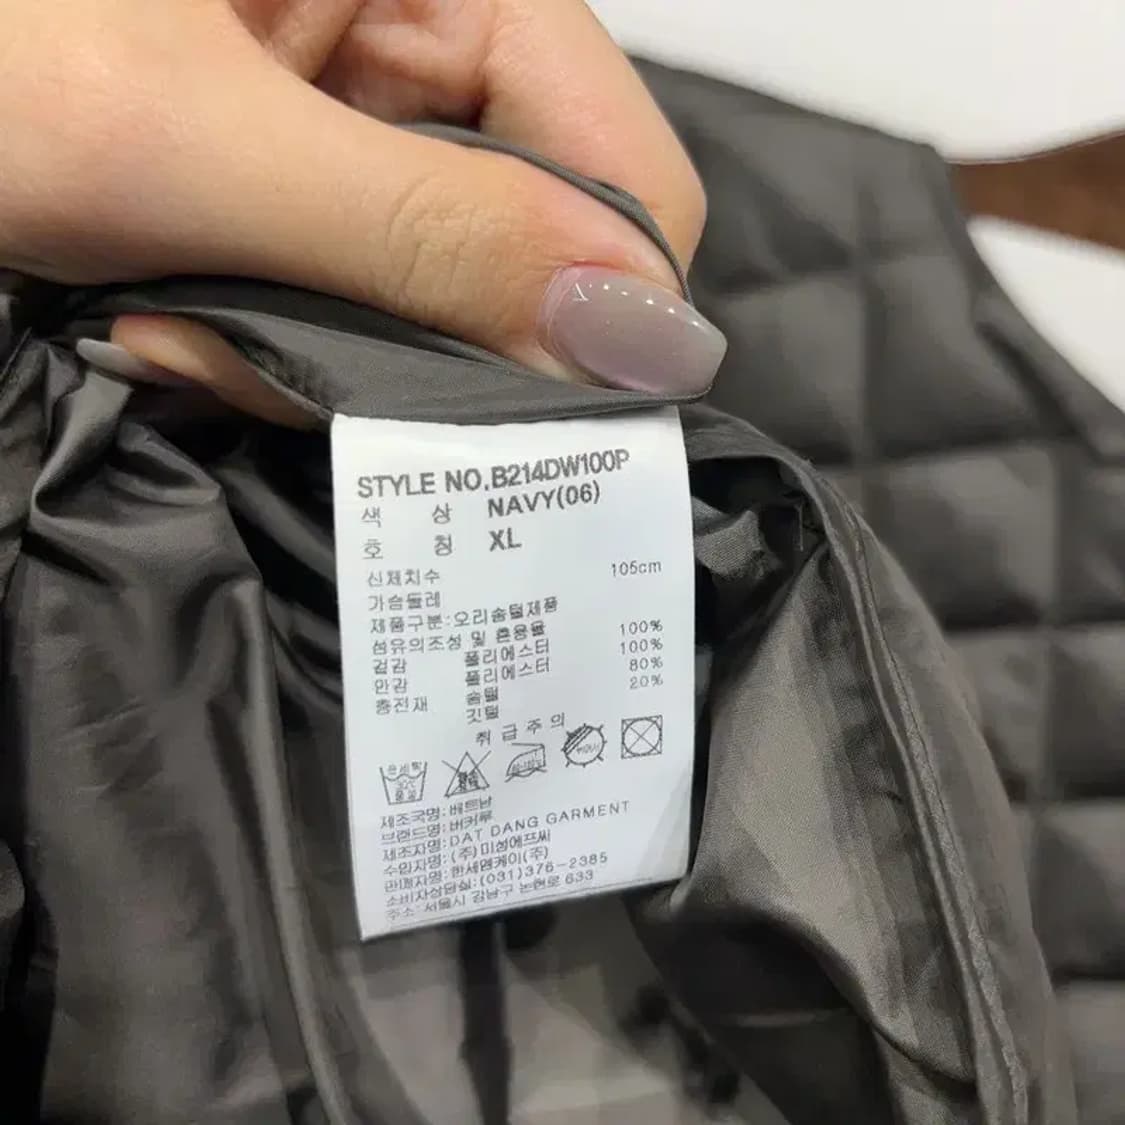 STYLE NO.B214DW100P
색 상 NAVY(06)
호 칭 XL
신체치수
가슴둘레 105cm
제품구분:오리솜털제품
섬유의조성 및 혼용율
겉감 폴리에스터 100%
안감 폴리에스터 100%
충전재 솜털 80%
깃털 20%
취급주의
제조국명:베트남
브랜드명:버커루
제조자명:DAT DANG GARMENT
수입자명:(주)미성에프씨
판매자명:한세엠케이(주)
소비자상담실:(031)376-2385
주소:서울시 강남구 논현로 633